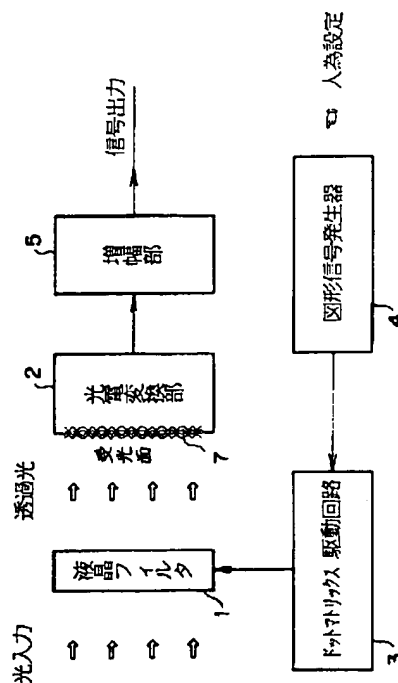 光入力
透過光
液晶フィルタ
1
光電変換部
2
受光面
7
増幅部
5
信号出力
ドットマトリックス駆動回路
3
図形信号発生器
4
人為設定